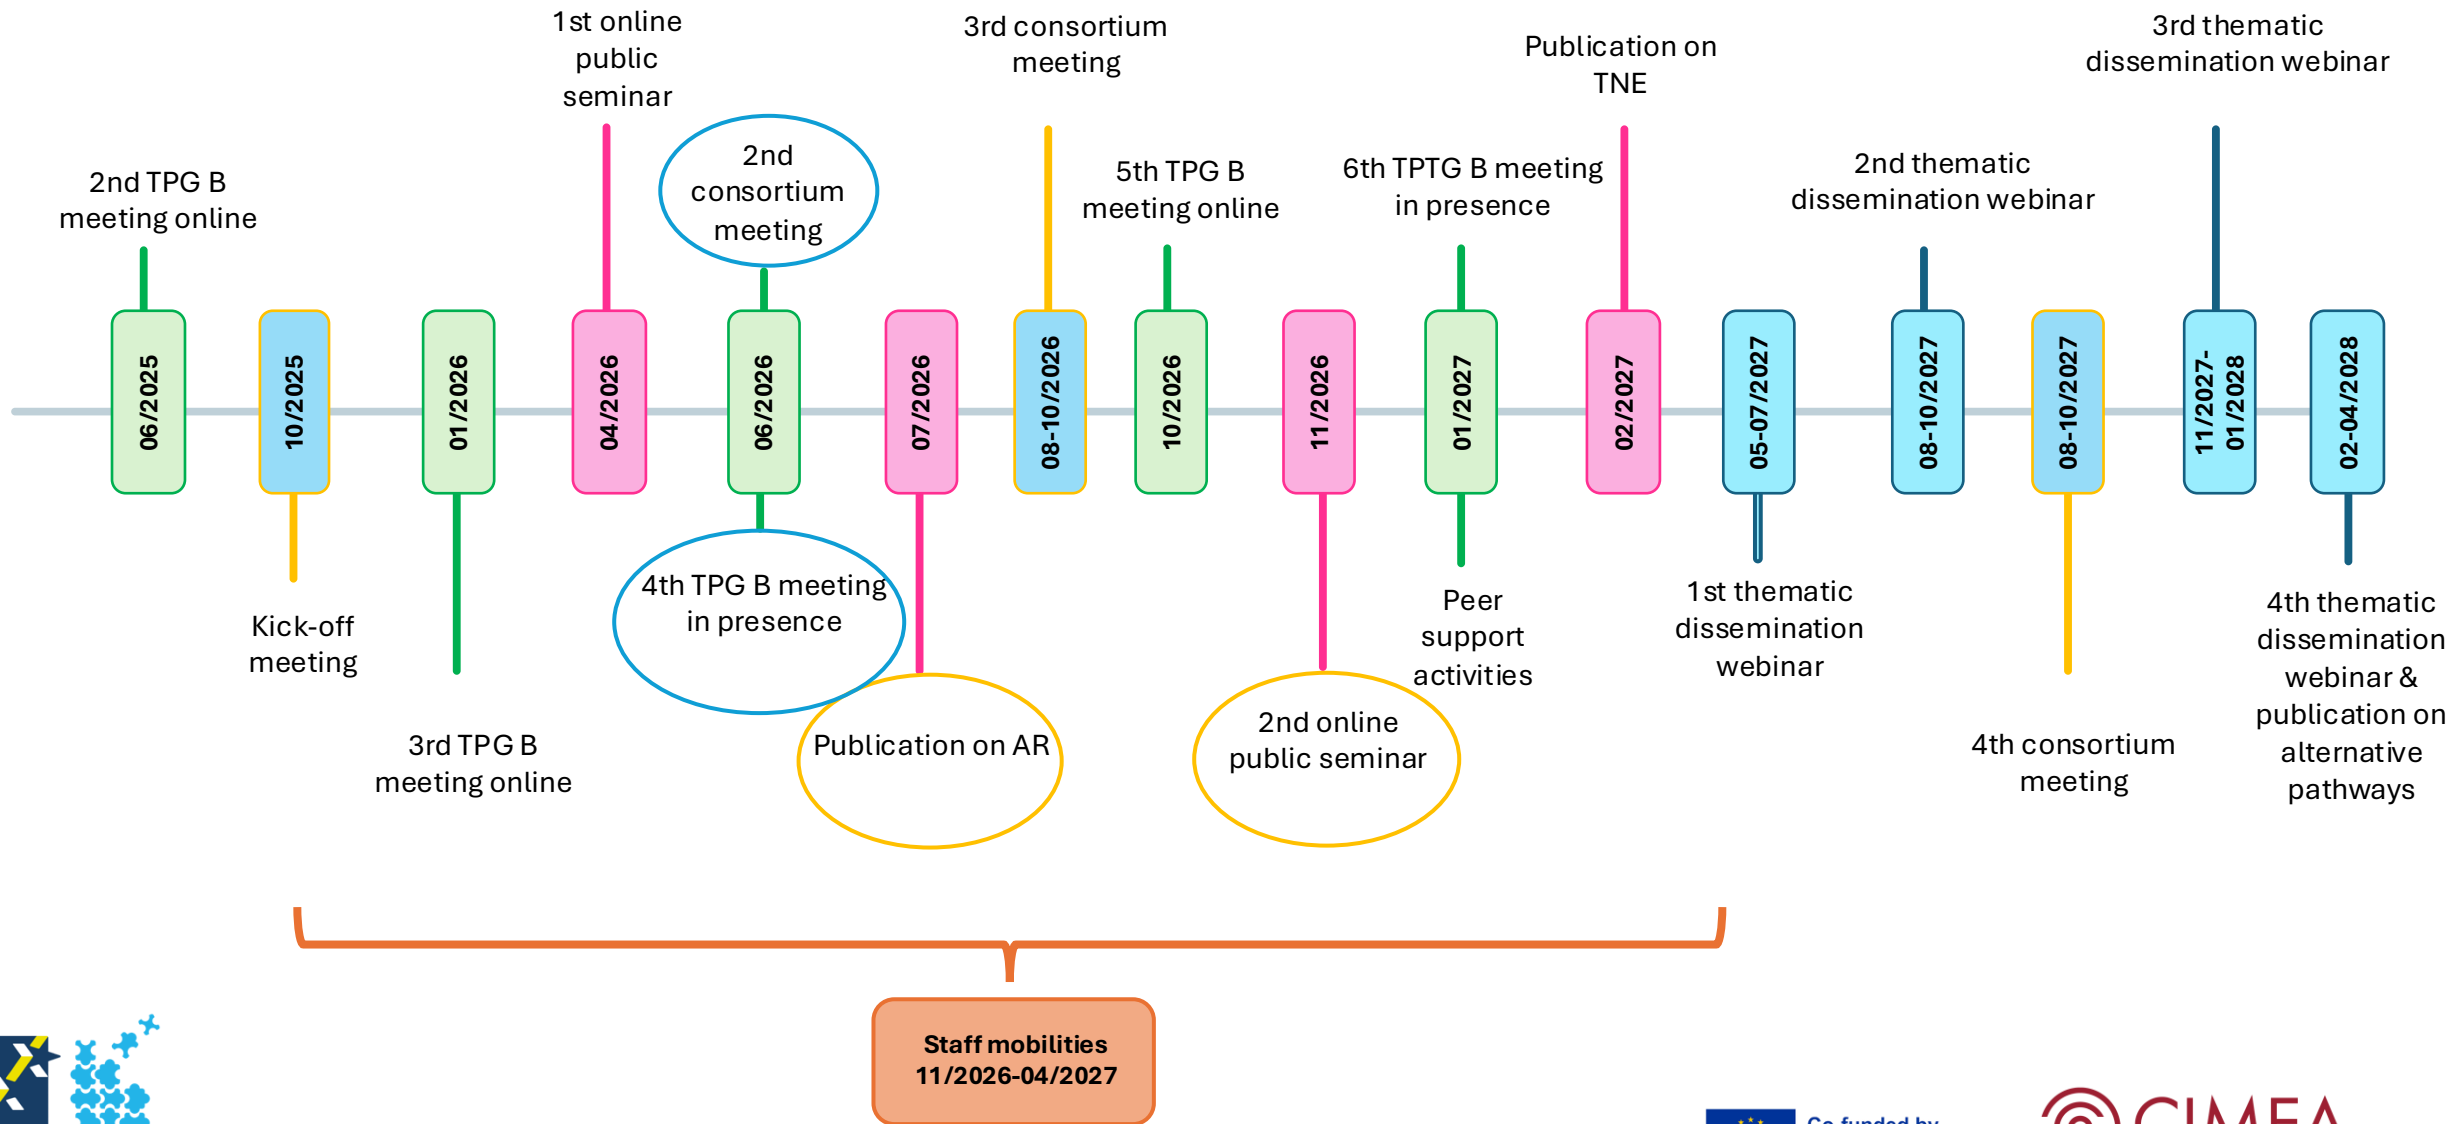 1st online
public
seminar
3rd consortium
meeting
Publication on
TNE
3rd thematic
dissemination webinar
2nd TPG B
meeting online
2nd
consortium
meeting
5th TPG B
meeting online
6th TPTG B meeting
in presence
2nd thematic
dissemination webinar
06/2025
10/2025
01/2026
04/2026
06/2026
07/2026
08-10/2026
10/2026
11/2026
01/2027
02/2027
05-07/2027
08-10/2027
08-10/2027
11/2027-
01/2028
02-04/2028
Kick-off
meeting
3rd TPG B
meeting online
4th TPG B meeting
in presence
Publication on AR
2nd online
public seminar
Peer
support
activities
1st thematic
dissemination
webinar
4th consortium
meeting
4th thematic
dissemination
webinar &
publication on
alternative
pathways
Staff mobilities
11/2026-04/2027
Co-funded by
CIMEA